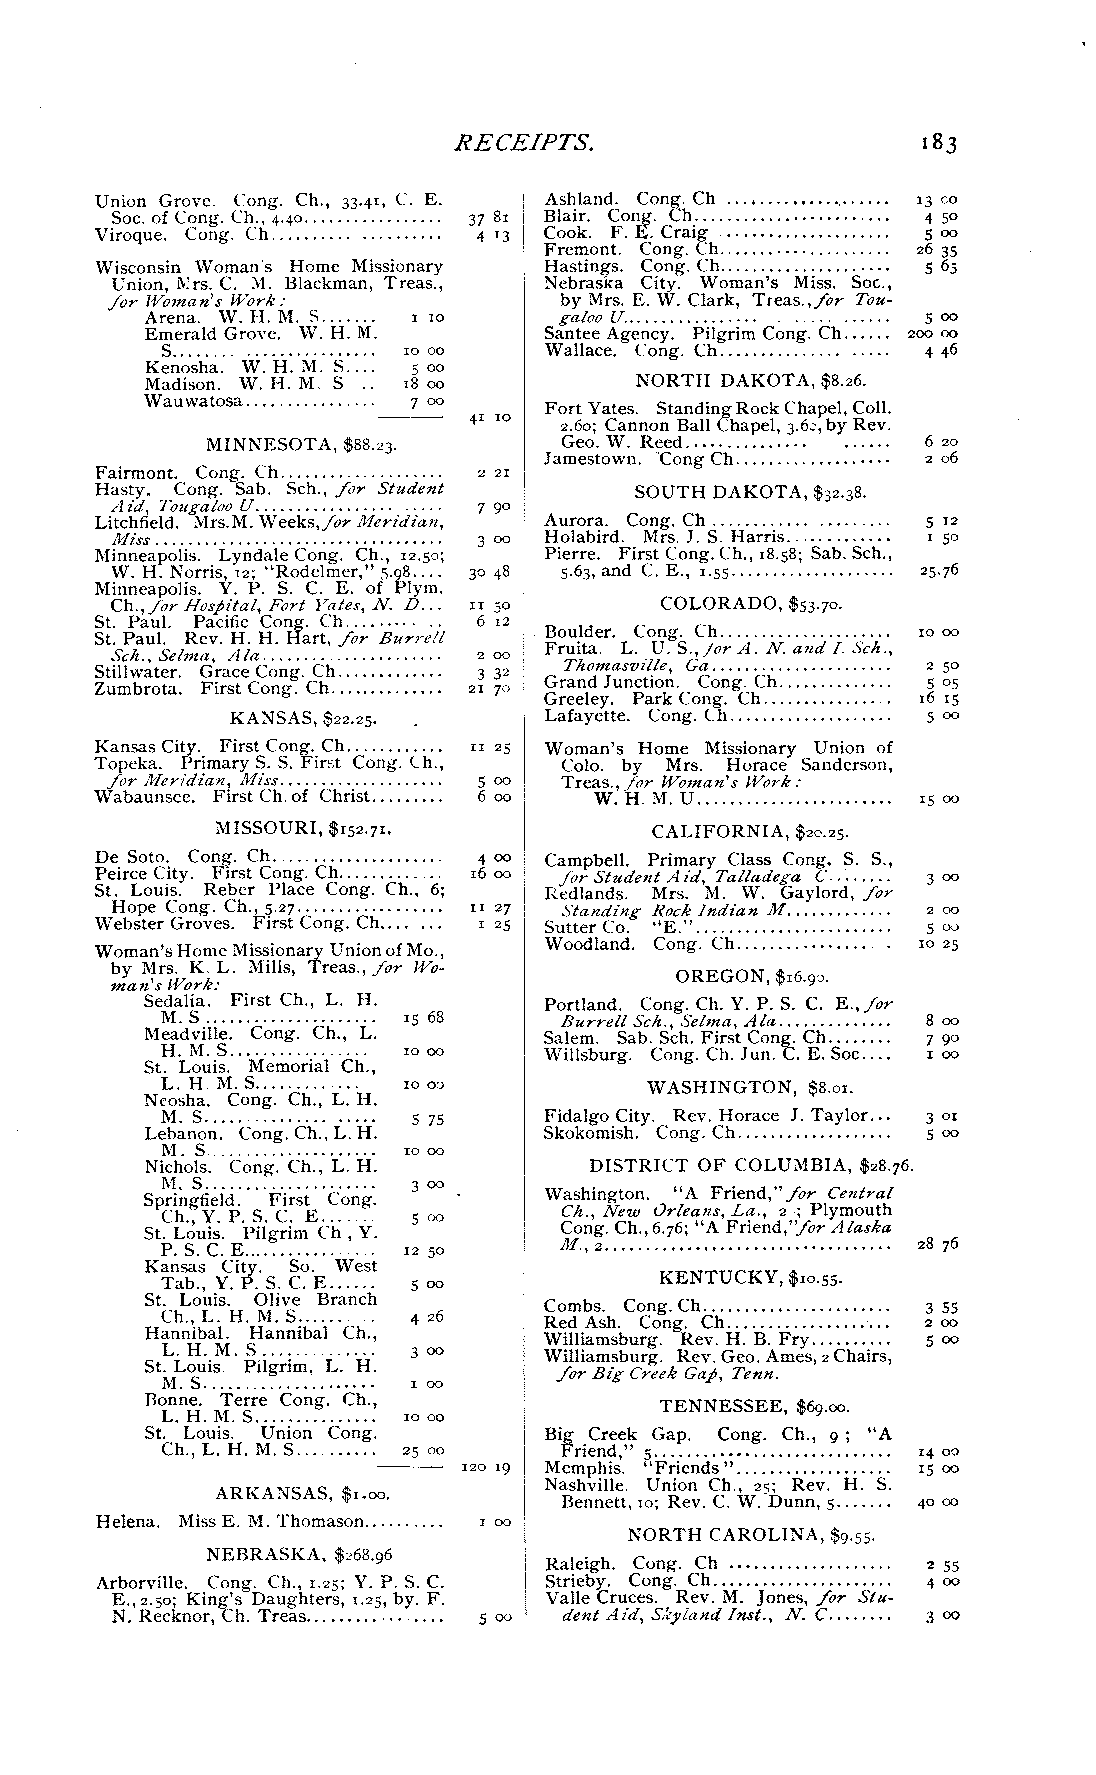 RECEIPTS.
183
Union Grove. Cong. Ch., 33.41, C. E.
Soc. of Cong. Ch., 4.40................. 37 81
Viroque. Cong. Ch.................... 4 13
Wisconsin Woman's Home Missionary
Union, Mrs. C. M. Blackman, Treas.,
for Woman's Work:
Arena. W. H. M. S....... 1 10
Emerald Grove. W. H. M.
S........................ 10 00
Kenosha. W. H. M. S.... 5 00
Madison. W. H. M. S .. 18 00
Wauwatosa................ 7 00
41 10
MINNESOTA, $88.23.
Fairmont. Cong. Ch.................... 2 21
Hasty. Cong. Sab. Sch., for Student
Aid, Tougaloo U....................... 7 90
Litchfield. Mrs. M. Weeks, for Meridian,
Miss................................... 3 00
Minneapolis. Lyndale Cong. Ch., 12.50;
W. H. Norris, 12; "Rodelmer," 5.98.... 30 48
Minneapolis. Y. P. S. C. E. of Plym.
Ch., for Hospital, Fort Yates, N. D... 11 50
St. Paul. Pacific Cong. Ch........... 6 12
St. Paul. Rev. H. H. Hart, for Burrell
Sch., Selma, Ala...................... 2 00
Stillwater. Grace Cong. Ch............. 3 32
Zumbrota. First Cong. Ch.............. 21 70
KANSAS, $22.25.
Kansas City. First Cong. Ch............ 11 25
Topeka. Primary S. S. First Cong. Ch.,
for Meridian, Miss.................... 5 00
Wabaunsee. First Ch. of Christ......... 6 00
MISSOURI, $152.71.
De Soto. Cong. Ch..................... 4 00
Peirce City. First Cong. Ch............. 16 00
St. Louis. Reber Place Cong. Ch., 6;
Hope Cong. Ch., 5.27.................. 11 27
Webster Groves. First Cong. Ch........ 1 25
Woman's Home Missionary Union of Mo.,
by Mrs. K. L. Mills, Treas., for Wo-
man's Work:
Sedalia. First Ch., L. H.
M. S..................... 15 68
Meadville. Cong. Ch., L.
H. M. S................. 10 00
St. Louis. Memorial Ch.,
L. H. M. S............. 10 00
Neosha. Cong. Ch., L. H.
M. S..................... 5 75
Lebanon. Cong. Ch., L. H.
M. S..................... 10 00
Nichols. Cong. Ch., L. H.
M. S..................... 3 00
Springfield. First Cong.
Ch., Y. P. S. C. E....... 5 00
St. Louis. Pilgrim Ch, Y.
P. S. C. E................ 12 50
Kansas City. So. West
Tab., Y. P. S. C. E...... 5 00
St. Louis. Olive Branch
Ch., L. H. M. S.......... 4 26
Hannibal. Hannibal Ch.,
L. H. M. S.............. 3 00
St. Louis. Pilgrim, L. H.
M. S..................... 1 00
Bonne. Terre Cong. Ch.,
L. H. M. S............... 10 00
St. Louis. Union Cong.
Ch., L. H. M. S.......... 25 00
120 19
ARKANSAS, $1.00.
Helena. Miss E. M. Thomason.......... 1 00
NEBRASKA, $268.96
Arborville. Cong. Ch., 1.25; Y. P. S. C.
E., 2.50; King's Daughters, 1.25, by. F.
N. Recknor, Ch. Treas................. 5 00
Ashland. Cong. Ch .................... 13 00
Blair. Cong. Ch........................ 4 50
Cook. F. E. Craig ..................... 5 00
Fremont. Cong. Ch..................... 26 35
Hastings. Cong. Ch..................... 5 65
Nebraska City. Woman's Miss. Soc.,
by Mrs. E. W. Clark, Treas., for Tou-
galoo U................................ 5 00
Santee Agency. Pilgrim Cong. Ch...... 200 00
Wallace. Cong. Ch..................... 4 46
NORTH DAKOTA, $8.26.
Fort Yates. Standing Rock Chapel, Coll.
2.60; Cannon Ball Chapel, 3.60, by Rev.
Geo. W. Reed.......................... 6 20
Jamestown. Cong Ch................... 2 06
SOUTH DAKOTA, $32.38.
Aurora. Cong. Ch ..................... 5 12
Holabird. Mrs. J. S. Harris............. 1 50
Pierre. First Cong. Ch., 18.58; Sab. Sch.,
5.63, and C. E., 1.55.................... 25.76
COLORADO, $53.70.
Boulder. Cong. Ch..................... 10 00
Fruita. L. U. S., for A. N. and I. Sch.,
Thomasville, Ga...................... 2 50
Grand Junction. Cong. Ch.............. 5 05
Greeley. Park Cong. Ch................ 16 15
Lafayette. Cong. Ch.................... 5 00
Woman's Home Missionary Union of
Colo. by Mrs. Horace Sanderson,
Treas., for Woman's Work:
W. H. M. U........................ 15 00
CALIFORNIA, $20.25.
Campbell. Primary Class Cong. S. S.,
for Student Aid, Talladega C........ 3 00
Redlands. Mrs. M. W. Gaylord, for
Standing Rock Indian M............. 2 00
Sutter Co. "E."........................ 5 00
Woodland. Cong. Ch................... 10 25
OREGON, $16.90.
Portland. Cong. Ch. Y. P. S. C. E., for
Burrell Sch., Selma, Ala.............. 8 00
Salem. Sab. Sch. First Cong. Ch........ 7 90
Willsburg. Cong. Ch. Jun. C. E. Soc.... 1 00
WASHINGTON, $8.01.
Fidalgo City. Rev. Horace J. Taylor... 3 01
Skokomish. Cong. Ch................... 5 00
DISTRICT OF COLUMBIA, $28.76.
Washington. "A Friend," for Central
Ch., New Orleans, La., 2 ; Plymouth
Cong. Ch., 6.76; "A Friend," for Alaska
M., 2................................... 28 76
KENTUCKY, $10.55.
Combs. Cong. Ch....................... 3 55
Red Ash. Cong. Ch.................... 2 00
Williamsburg. Rev. H. B. Fry.......... 5 00
Williamsburg. Rev. Geo. Ames, 2 Chairs,
for Big Creek Gap, Tenn.
TENNESSEE, $69.00.
Big Creek Gap. Cong. Ch., 9 ; "A
Friend," 5............................. 14 00
Memphis. "Friends"................... 15 00
Nashville. Union Ch., 25; Rev. H. S.
Bennett, 10; Rev. C. W. Dunn, 5....... 40 00
NORTH CAROLINA, $9.55.
Raleigh. Cong. Ch .................... 2 55
Strieby. Cong. Ch...................... 4 00
Valle Cruces. Rev. M. Jones, for Stu-
dent Aid, Skyland Inst., N. C........ 3 00